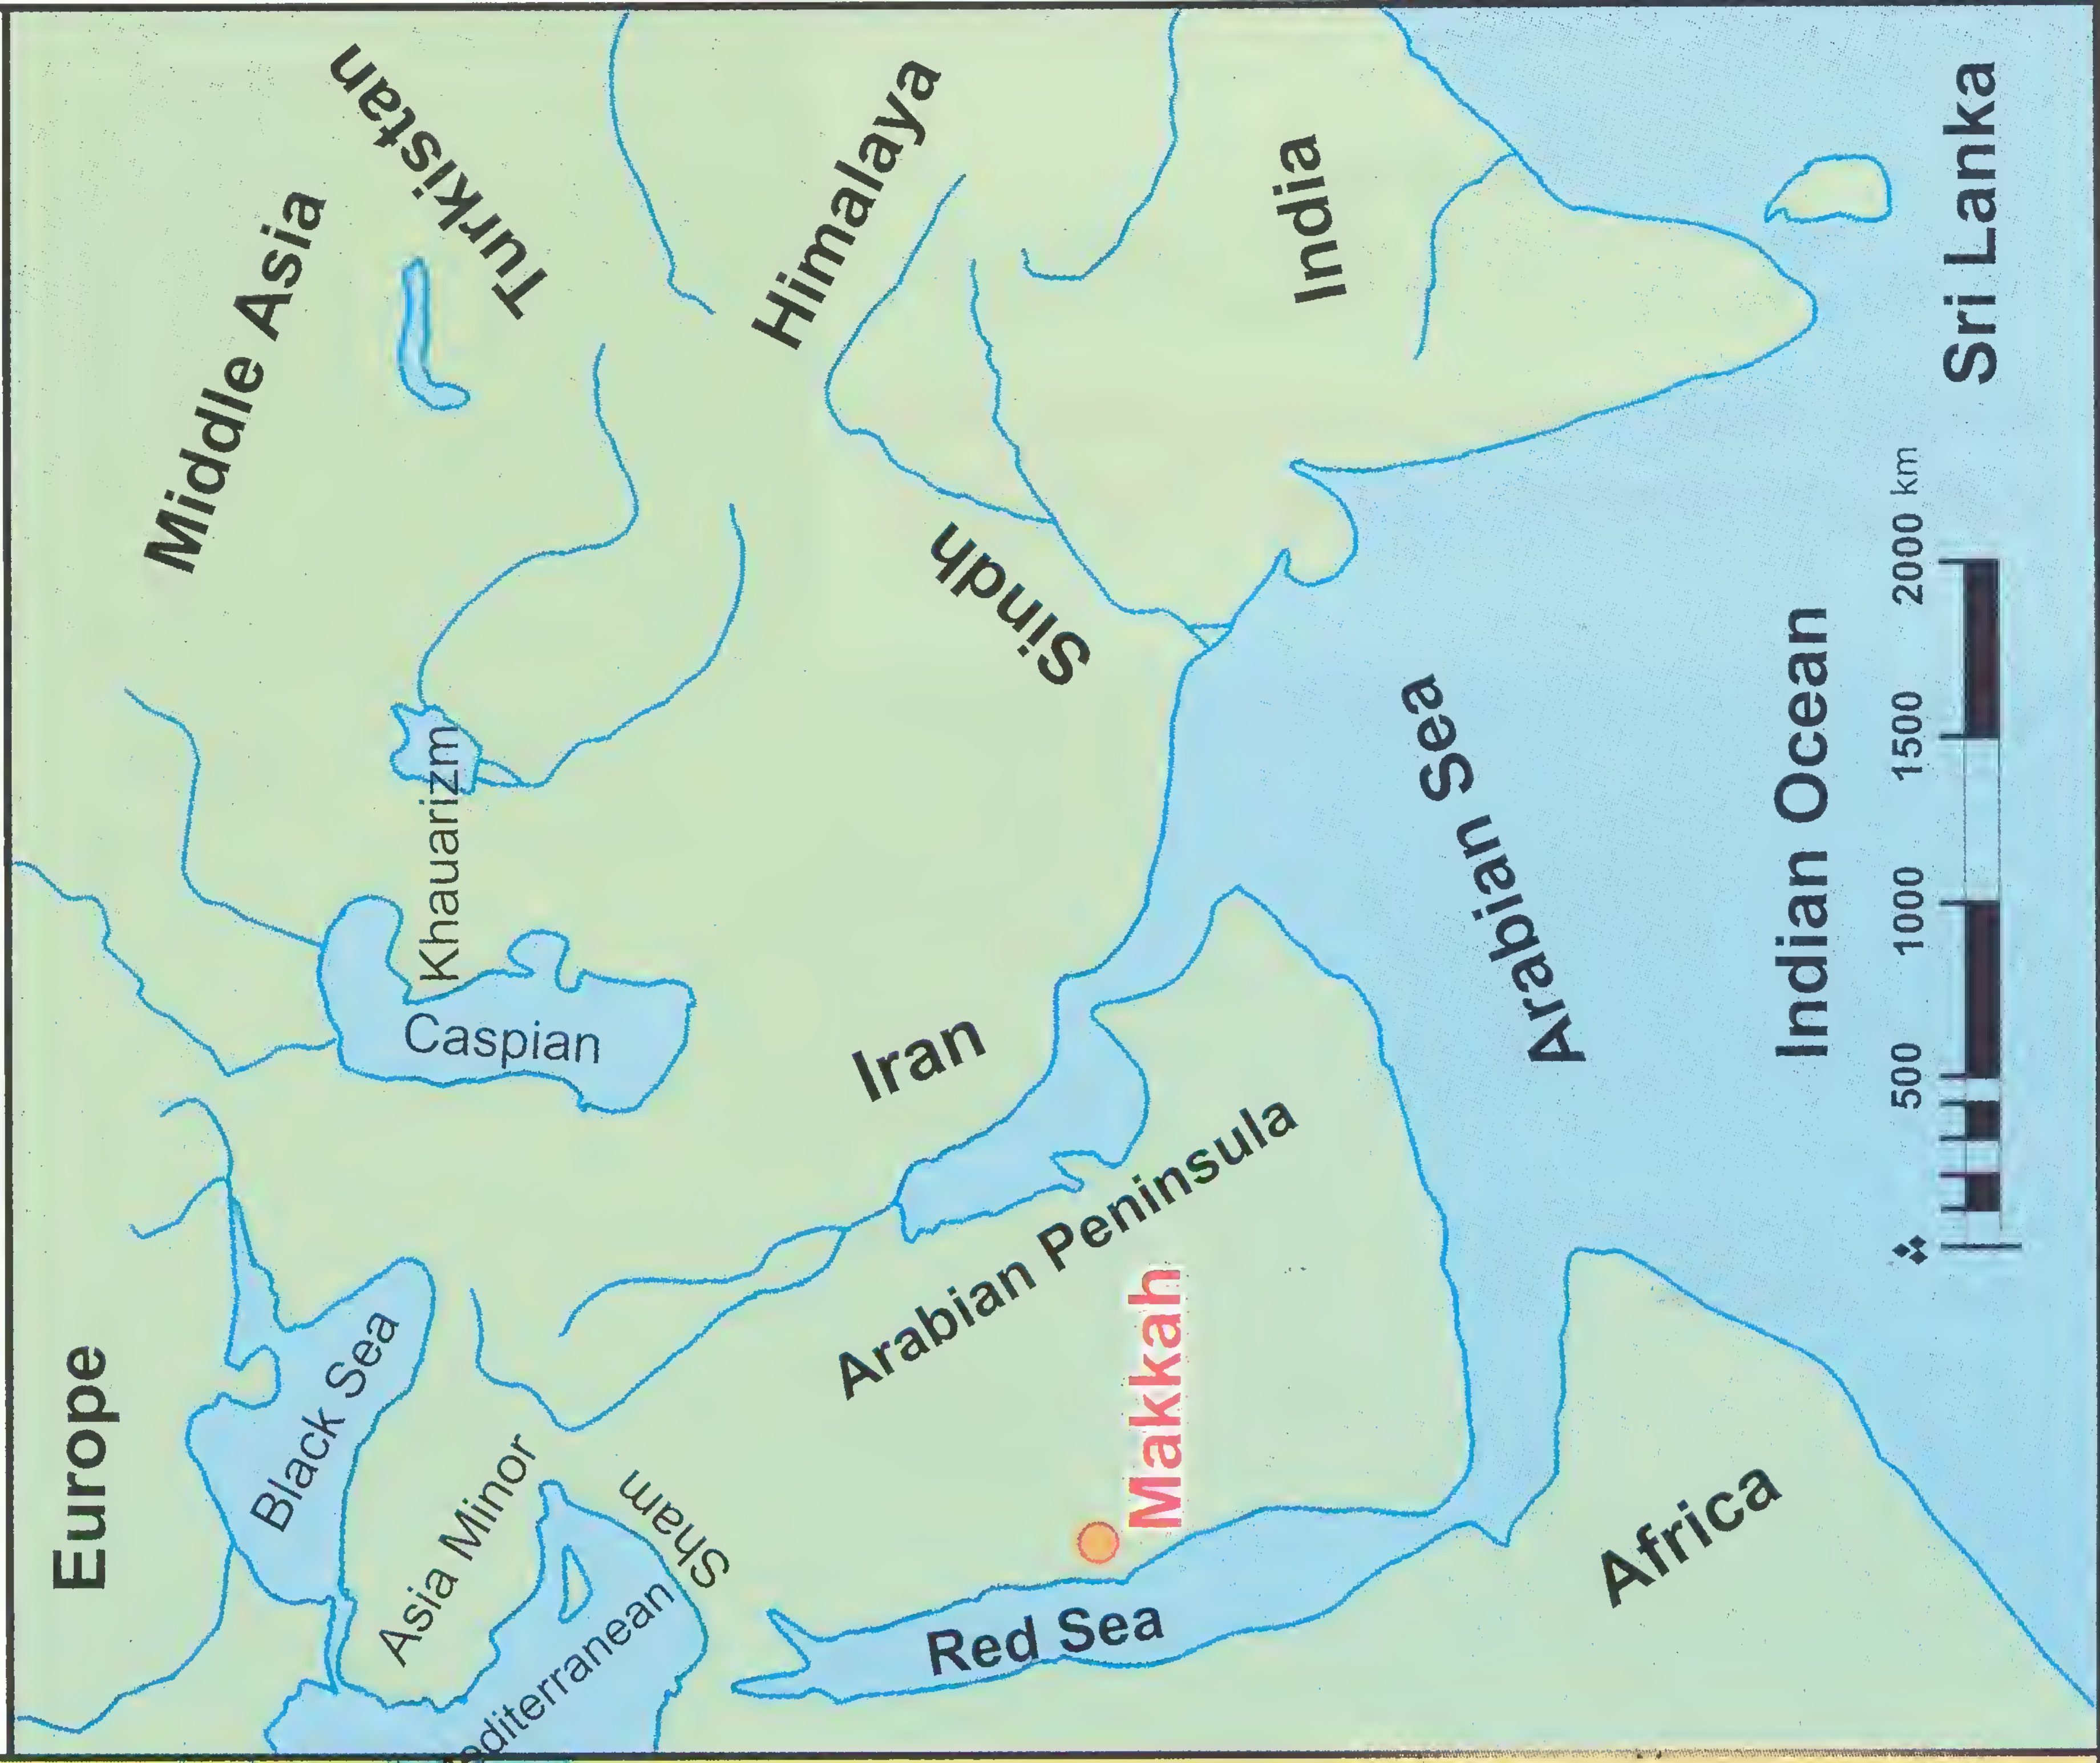 Europe
Middle Asia
Turkistan
Black Sea
Caspian
Khauarizm
Asia Minor
editerranean
Sham
Himalaya
Iran
Sindh
Arabian Peninsula
Makkah
Red Sea
India
Arabian Sea
Africa
Indian Ocean
Sri Lanka
500 1000 1500 2000 km